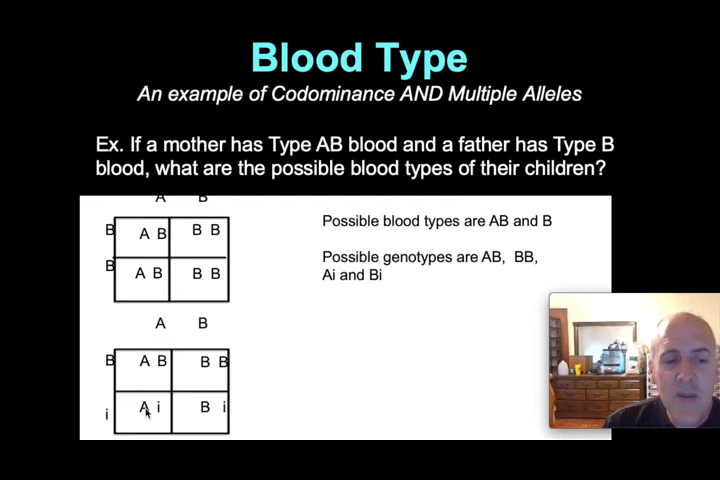 Blood Type
An example of Codominance AND Multiple Alleles
Ex. If a mother has Type AB blood and a father has Type B
blood, what are the possible blood types of their children?
A B
B A B B B
B A B B B
A B
B A B B B
i A i B i
Possible blood types are AB and B
Possible genotypes are AB, BB,
Ai and Bi